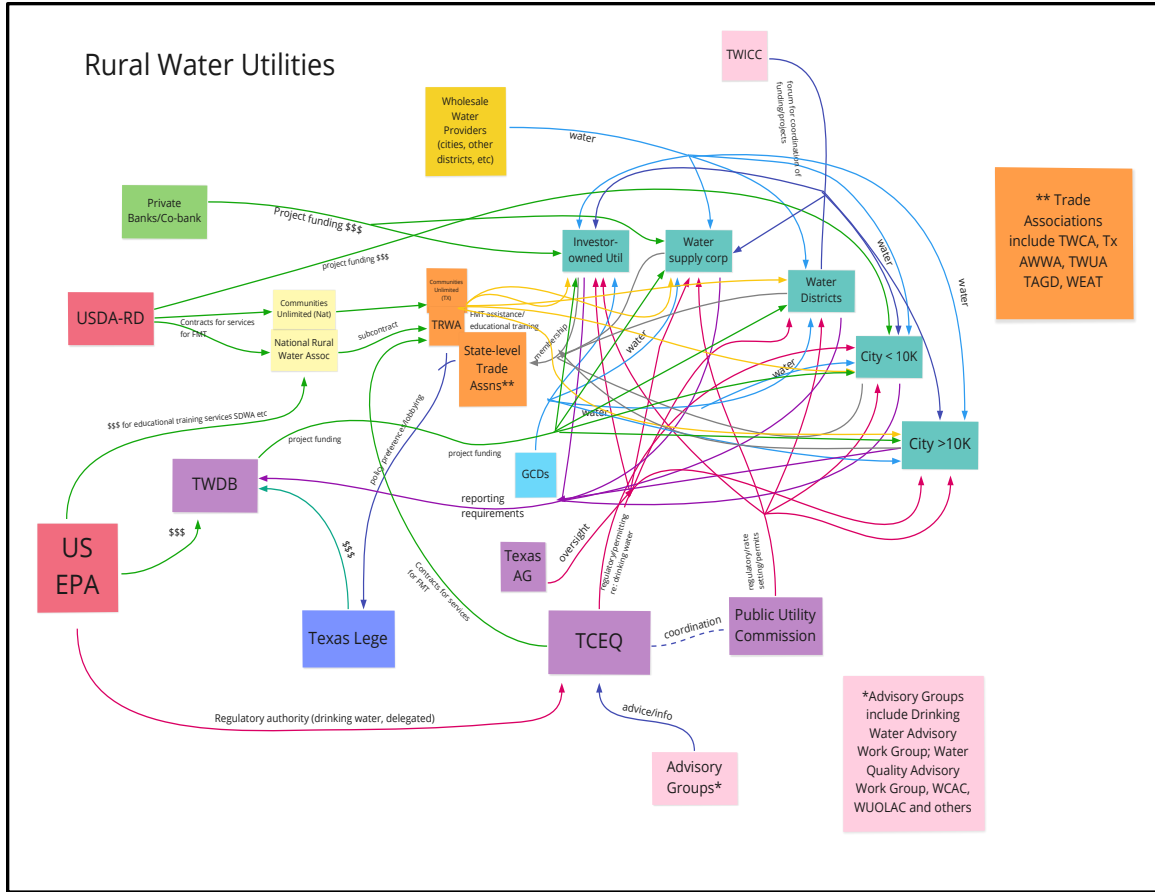 Rural Water Utilities
TWICC
Wholesale
Water
Providers
(cities, other
districts, etc)
water
forum for coordination of
funding/projects
** Trade
Associations
include TWCA, Tx
AWWA, TWUA
TAGD, WEAT
Private
Banks/Co-bank
Project funding $$$
Investor-
owned Util
Water
supply corp
water
water
project funding $$$
Water
Districts
USDA-RD
Communities
Unlimited (Nat)
Communities
Unlimited
(TX)
TRWA
FMT assistance/
educational training
Contracts for services
for FMT
subcontract
National Rural
Water Assoc
State-level
Trade
Assns**
membership
water
water
City < 10K
$$$ for educational training services SDWA etc
policy preferences/lobbying
water
project funding
project funding
City >10K
TWDB
GCDs
reporting
requirements
US
EPA
$$$
$$$
oversight
Texas
AG
regulatory/permitting
re: drinking water
regulatory/rate
setting/permits
Contracts for services
for FMT
Texas Lege
TCEQ
coordination
Public Utility
Commission
Regulatory authority (drinking water, delegated)
advice/info
Advisory
Groups*
*Advisory Groups
include Drinking
Water Advisory
Work Group; Water
Quality Advisory
Work Group, WCAC,
WUOLAC and others